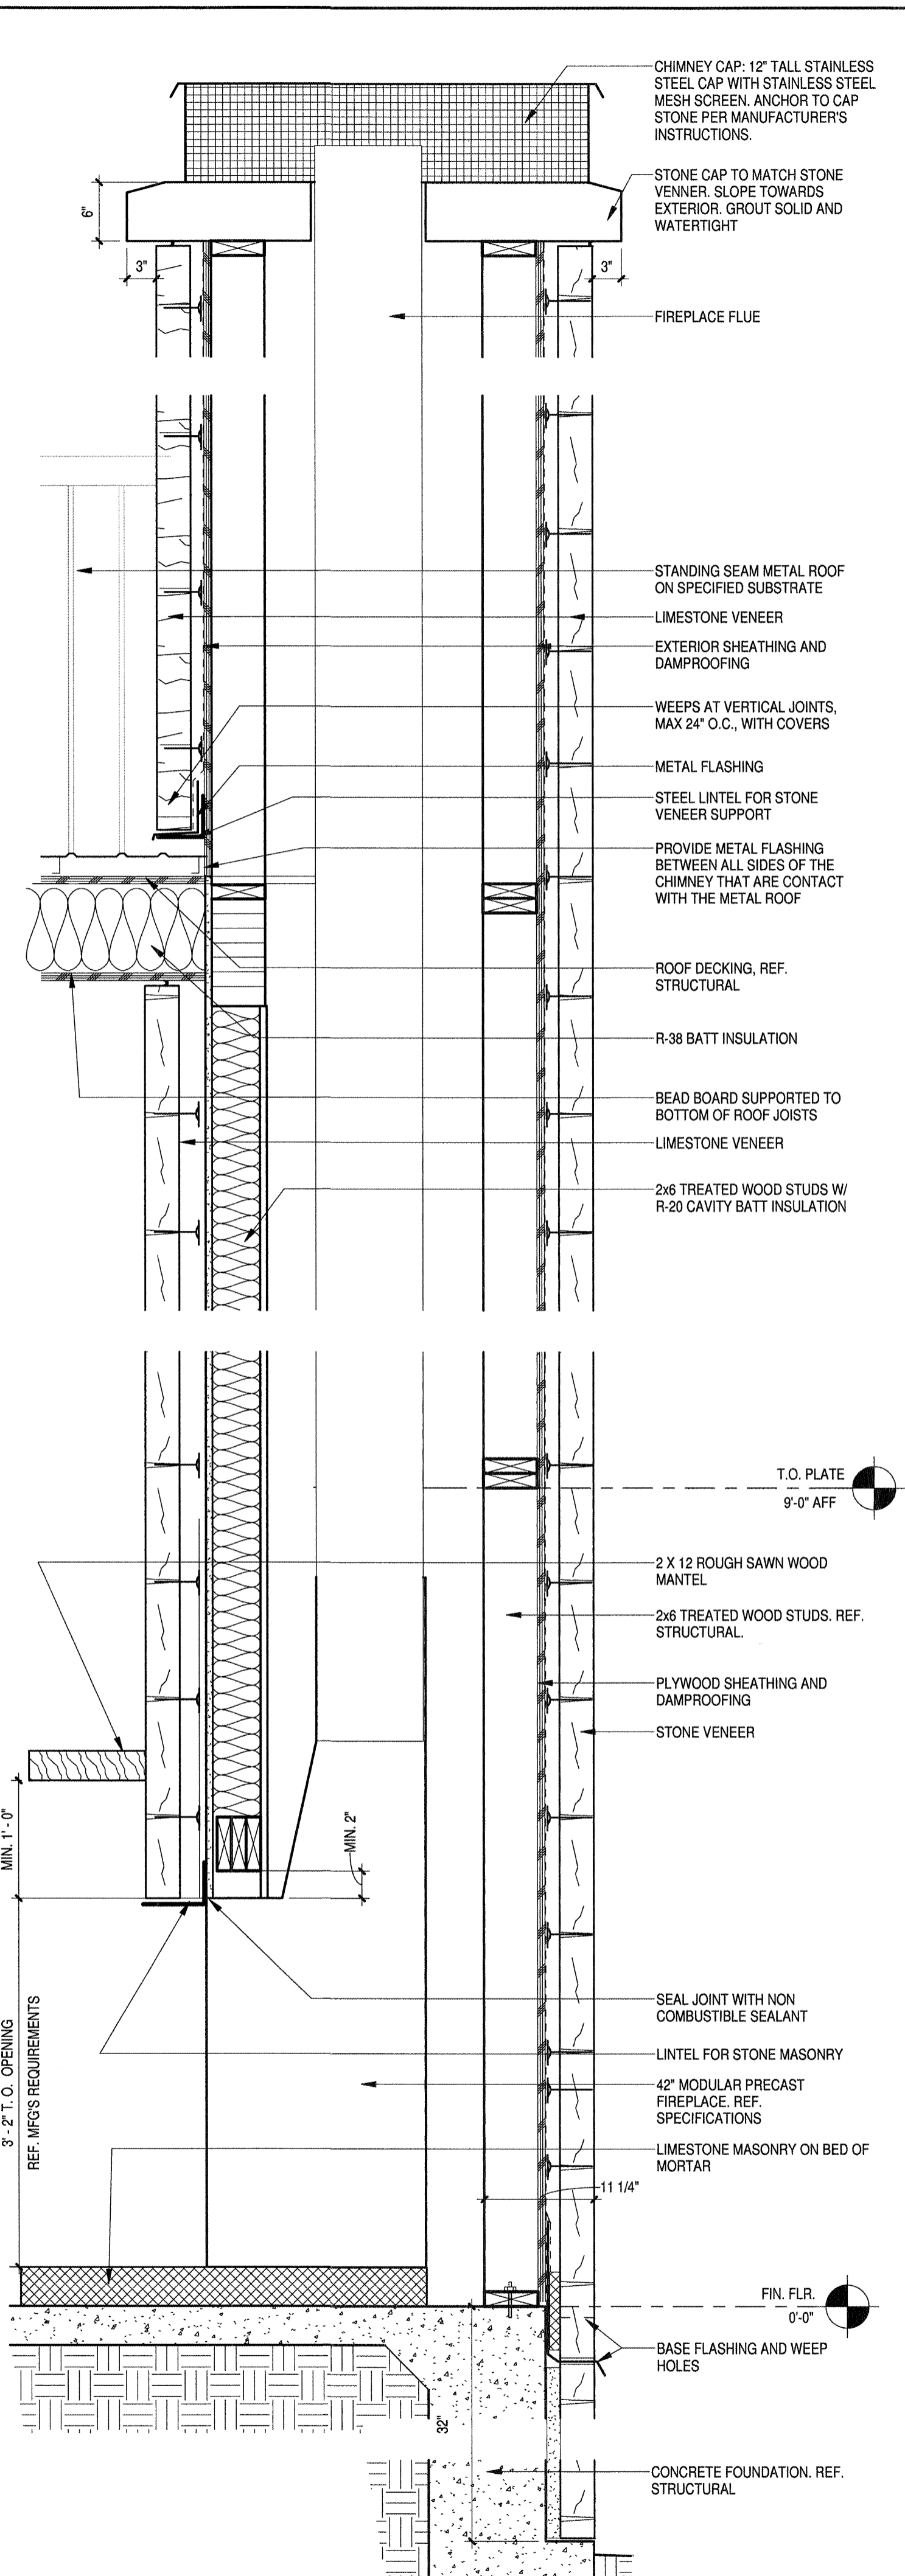 CHIMNEY CAP: 12" TALL STAINLESS
STEEL CAP WITH STAINLESS STEEL
MESH SCREEN. ANCHOR TO CAP
STONE PER MANUFACTURER'S
INSTRUCTIONS.
STONE CAP TO MATCH STONE
VENNER. SLOPE TOWARDS
EXTERIOR. GROUT SOLID AND
WATERTIGHT
6"
3"
3"
FIREPLACE FLUE
STANDING SEAM METAL ROOF
ON SPECIFIED SUBSTRATE
LIMESTONE VENEER
EXTERIOR SHEATHING AND
DAMPROOFING
WEEPS AT VERTICAL JOINTS,
MAX 24" O.C., WITH COVERS
METAL FLASHING
STEEL LINTEL FOR STONE
VENEER SUPPORT
PROVIDE METAL FLASHING
BETWEEN ALL SIDES OF THE
CHIMNEY THAT ARE CONTACT
WITH THE METAL ROOF
ROOF DECKING, REF.
STRUCTURAL
R-38 BATT INSULATION
BEAD BOARD SUPPORTED TO
BOTTOM OF ROOF JOISTS
LIMESTONE VENEER
2x6 TREATED WOOD STUDS W/
R-20 CAVITY BATT INSULATION
T.O. PLATE
9'-0" AFF
2 X 12 ROUGH SAWN WOOD
MANTEL
2x6 TREATED WOOD STUDS. REF.
STRUCTURAL.
PLYWOOD SHEATHING AND
DAMPROOFING
STONE VENEER
MIN. 1' - 0"
MIN. 2"
3' - 2" T. O. OPENING
REF. MFG'S REQUIREMENTS
SEAL JOINT WITH NON
COMBUSTIBLE SEALANT
LINTEL FOR STONE MASONRY
42" MODULAR PRECAST
FIREPLACE. REF.
SPECIFICATIONS
LIMESTONE MASONRY ON BED OF
MORTAR
11 1/4"
FIN. FLR.
0'-0"
BASE FLASHING AND WEEP
HOLES
32"
CONCRETE FOUNDATION. REF.
STRUCTURAL